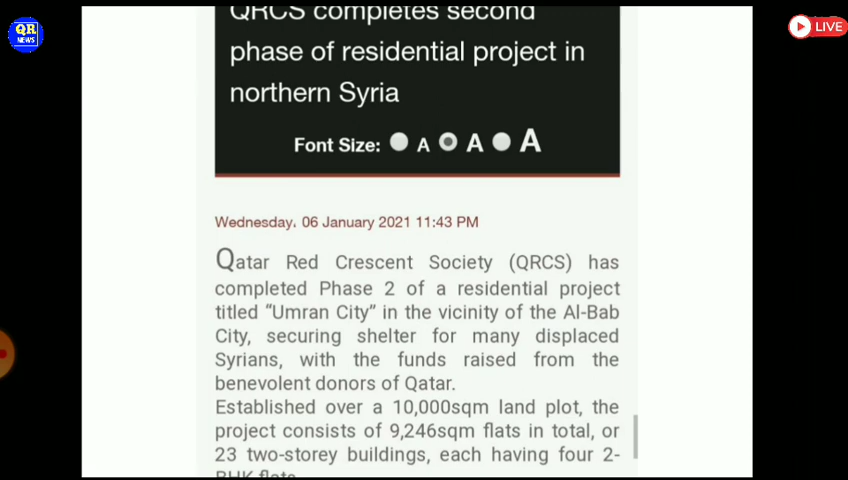 QR
NEWS
LIVE
QRCS completes second
phase of residential project in
northern Syria
Font Size: A A A
Wednesday, 06 January 2021 11:43 PM
Qatar Red Crescent Society (QRCS) has
completed Phase 2 of a residential project
titled “Umran City” in the vicinity of the Al-Bab
City, securing shelter for many displaced
Syrians, with the funds raised from the
benevolent donors of Qatar.
Established over a 10,000sqm land plot, the
project consists of 9,246sqm flats in total, or
23 two-storey buildings, each having four 2-
BHK flats